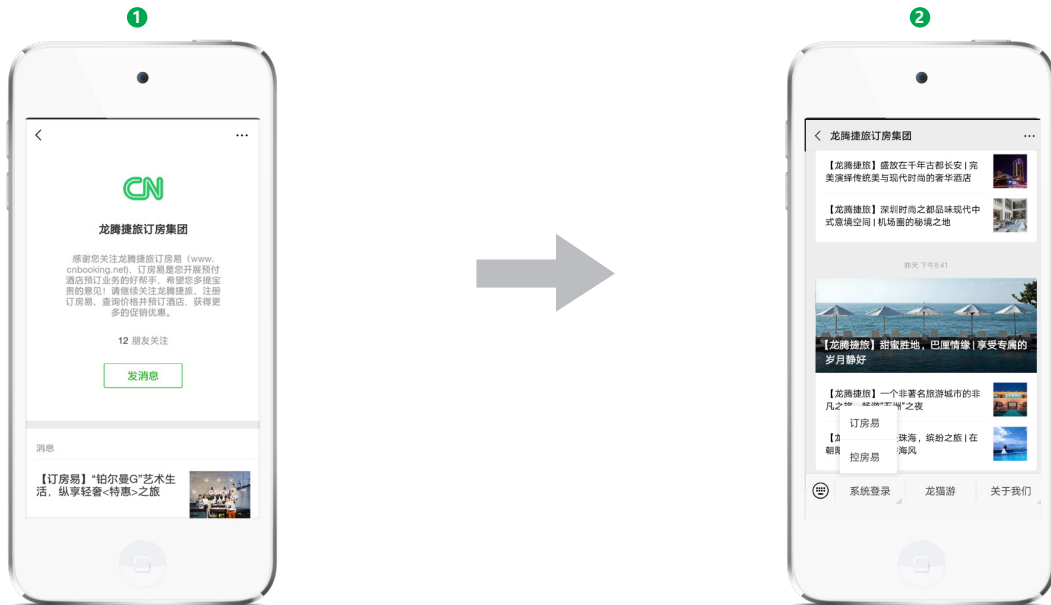 1
2
CN
龙腾捷旅订房集团
感谢您关注龙腾捷旅订房易（www.
cnbooking.net)，订房易是您开展预付
酒店预订业务的好帮手，希望您多提宝
贵的意见！请继续关注龙腾捷旅、注册
订房易、查询价格并预订酒店，获得更
多的促销优惠。
12 朋友关注
发消息
消息
【订房易】“铂尔曼G”艺术生
活，纵享轻奢<特惠>之旅
龙腾捷旅订房集团
【龙腾捷旅】盛放在千年古都长安 | 完
美演绎传统美与现代时尚的奢华酒店
【龙腾捷旅】深圳时尚之都品味现代中
式意境空间 | 机场圈的秘境之地
昨天 下午5:41
【龙腾捷旅】甜蜜胜地，巴厘情缘 | 享受专属的
岁月静好
【龙腾捷旅】一个非著名旅游城市的非
凡之旅，畅游“五洲”之夜
【龙
珠海，缤纷之旅 | 在
朝
海风
订房易
控房易
系统登录
龙猫游
关于我们